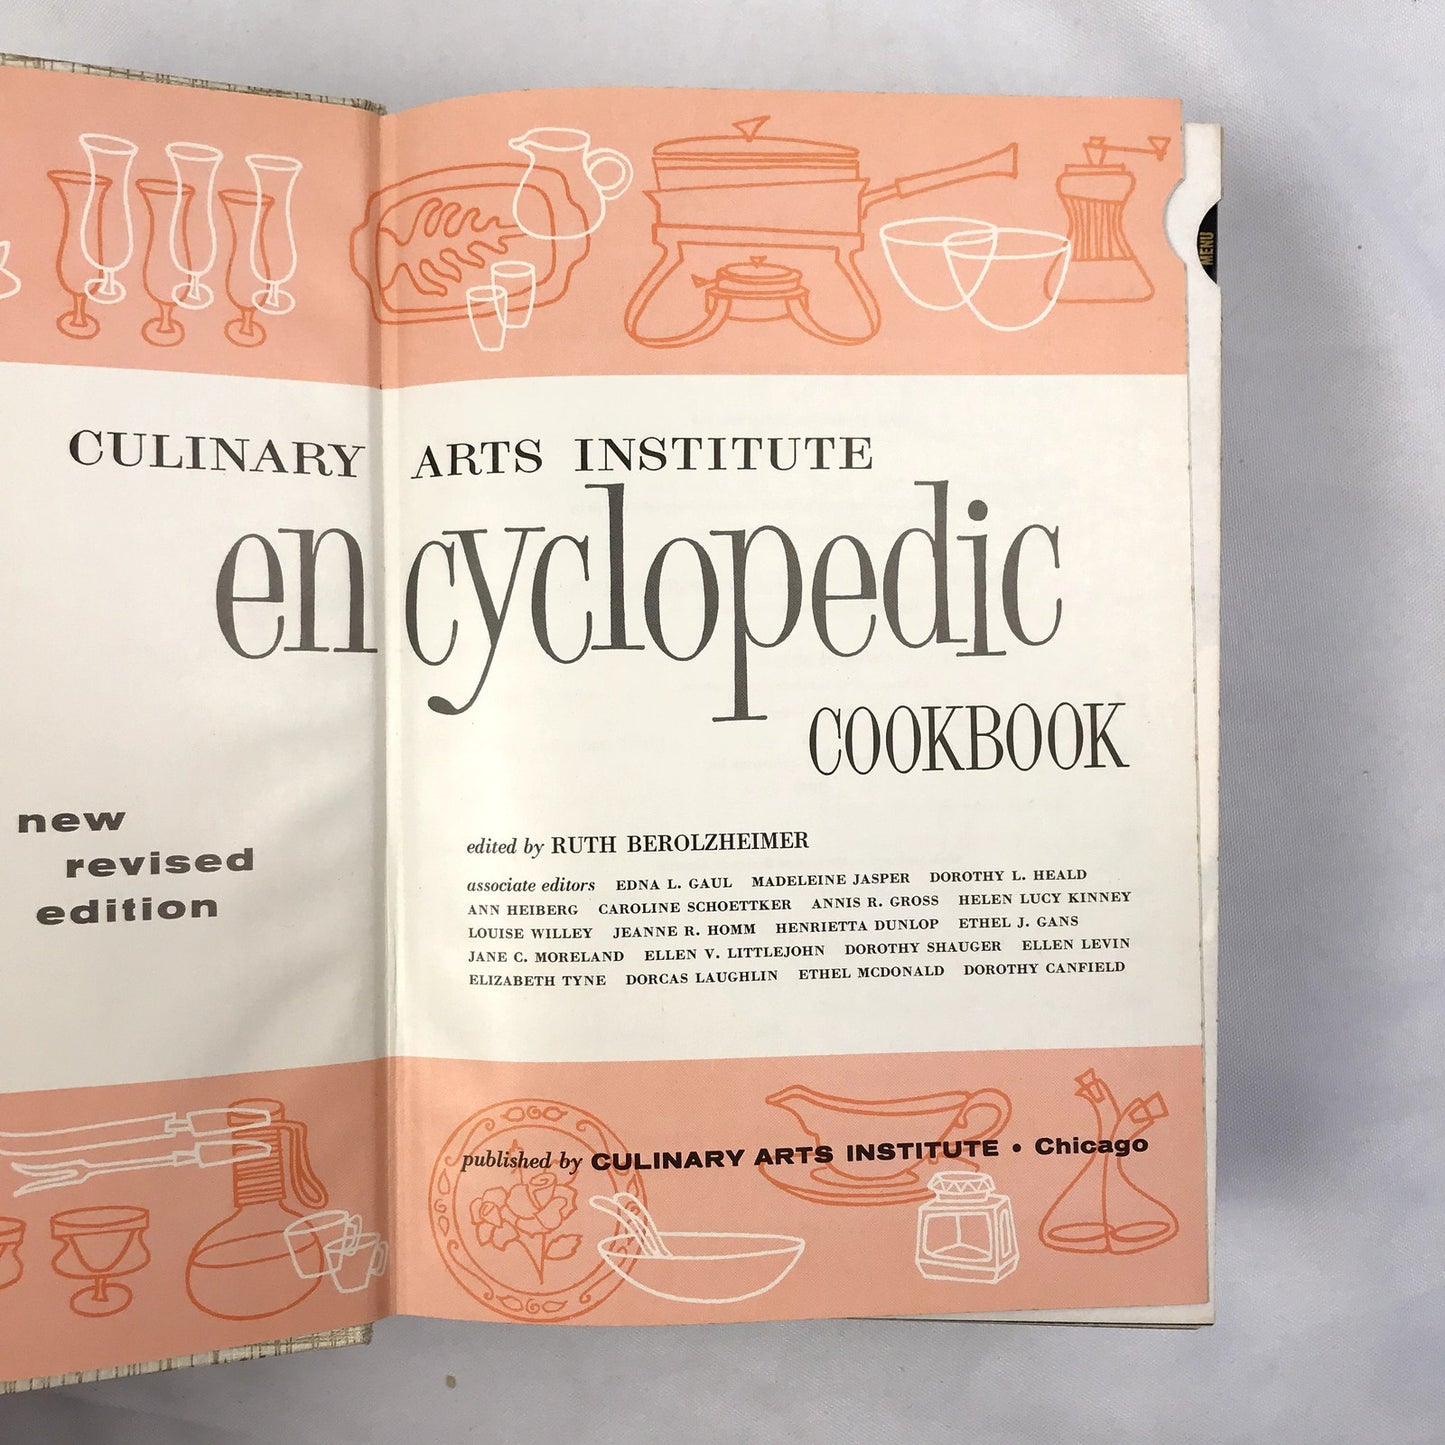 MENU
CULINARY ARTS INSTITUTE
encyclopedic
COOKBOOK
new
revised
edition
edited by RUTH BEROLZHEIMER
associate editors EDNA L. GAUL MADELEINE JASPER DOROTHY L. HEALD
ANN HEIBERG CAROLINE SCHOETTKER ANNIS R. GROSS HELEN LUCY KINNEY
LOUISE WILLEY JEANNE R. HOMM HENRIETTA DUNLOP ETHEL J. GANS
JANE C. MORELAND ELLEN V. LITTLEJOHN DOROTHY SHAUGER ELLEN LEVIN
ELIZABETH TYNE DORCAS LAUGHLIN ETHEL MCDONALD DOROTHY CANFIELD
published by CULINARY ARTS INSTITUTE • Chicago